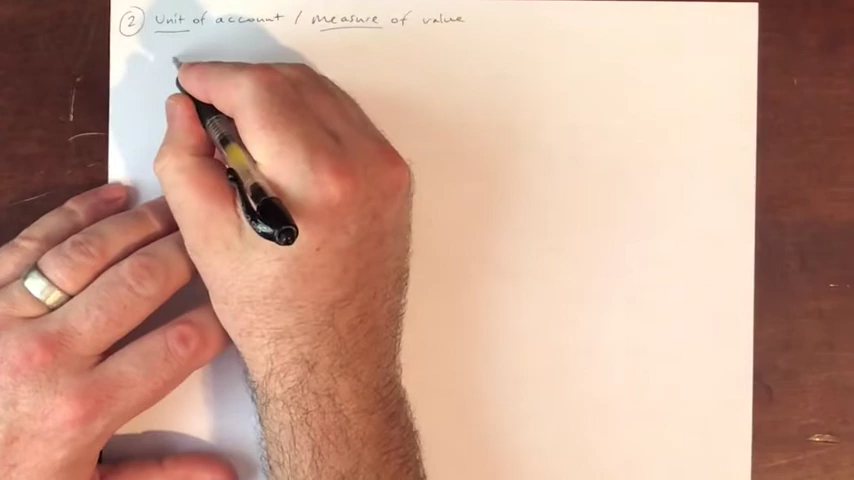 ② Unit of account / measure of value